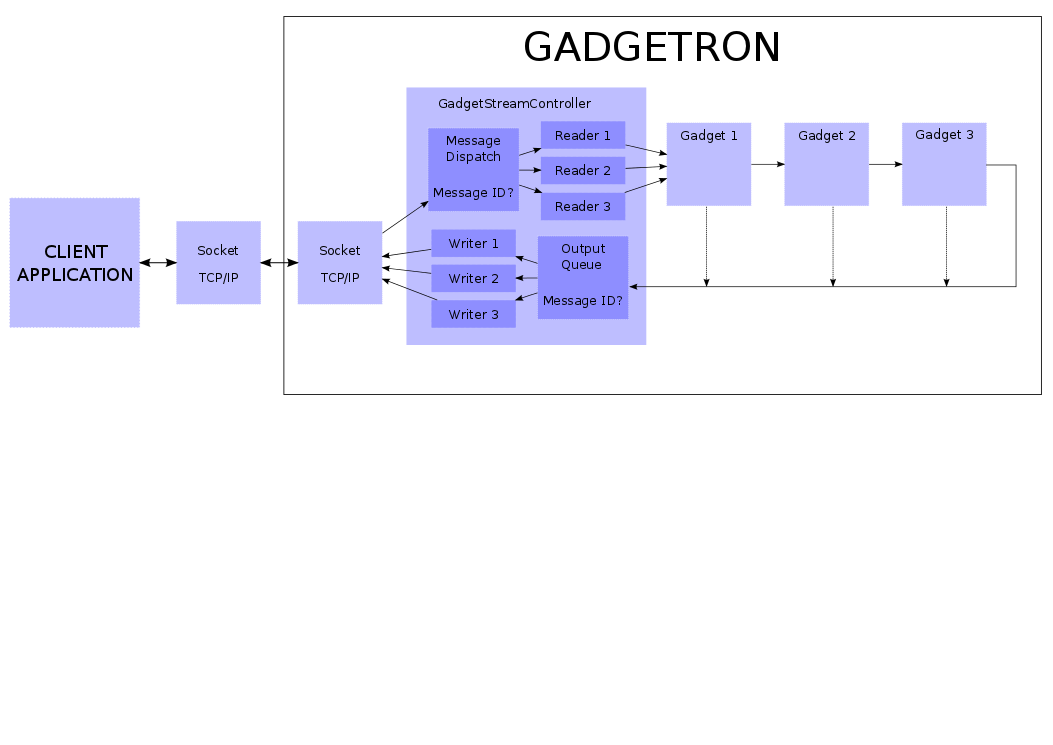 GADGETRON
GadgetStreamController
Message
Dispatch
Message ID?
Reader 1
Reader 2
Reader 3
Gadget 1
Gadget 2
Gadget 3
CLIENT
APPLICATION
Socket
TCP/IP
Socket
TCP/IP
Writer 1
Writer 2
Writer 3
Output
Queue
Message ID?